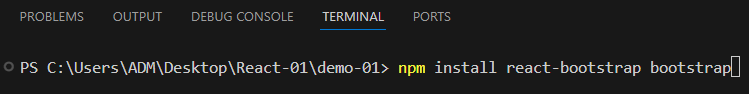 PROBLEMS OUTPUT DEBUG CONSOLE TERMINAL PORTS
PS C:\Users\ADM\Desktop\React-01\demo-01> npm install react-bootstrap bootstrap